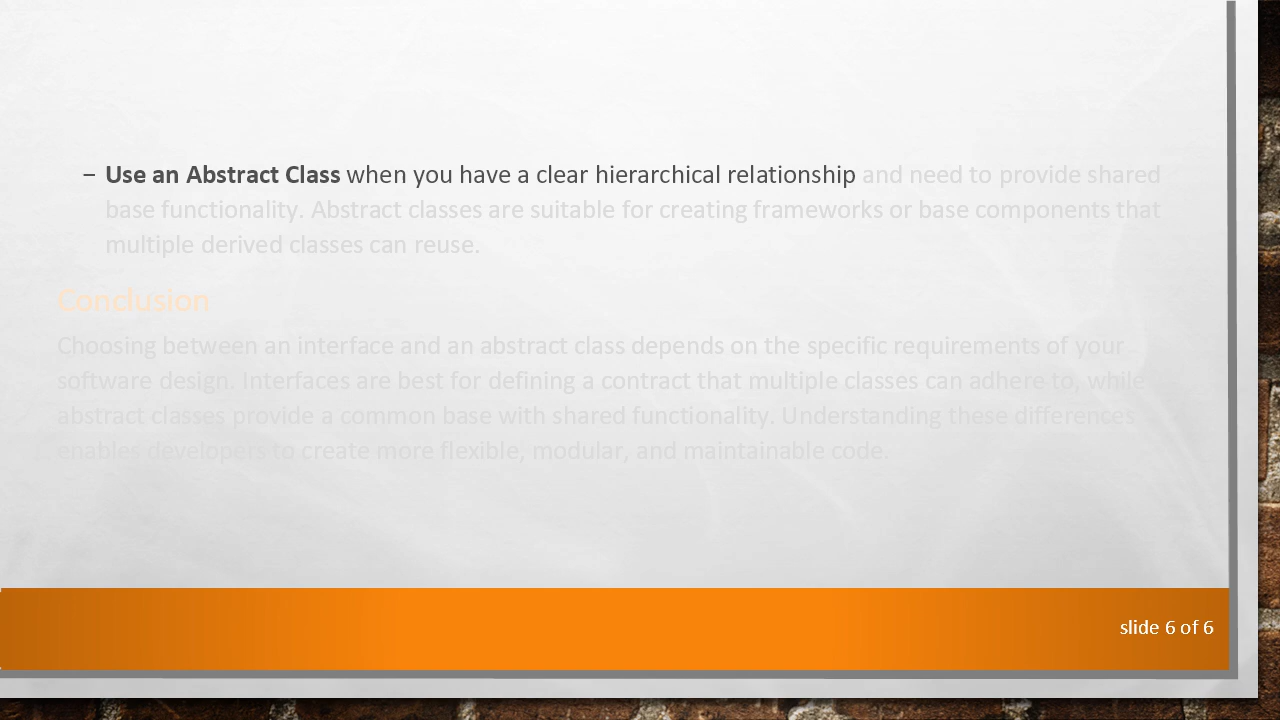 – Use an Abstract Class when you have a clear hierarchical relationship and need to provide shared
base functionality. Abstract classes are suitable for creating frameworks or base components that
multiple derived classes can reuse.
Conclusion
Choosing between an interface and an abstract class depends on the specific requirements of your
software design. Interfaces are best for defining a contract that multiple classes can adhere to, while
abstract classes provide a common base with shared functionality. Understanding these differences
enables developers to create more flexible, modular, and maintainable code.
slide 6 of 6